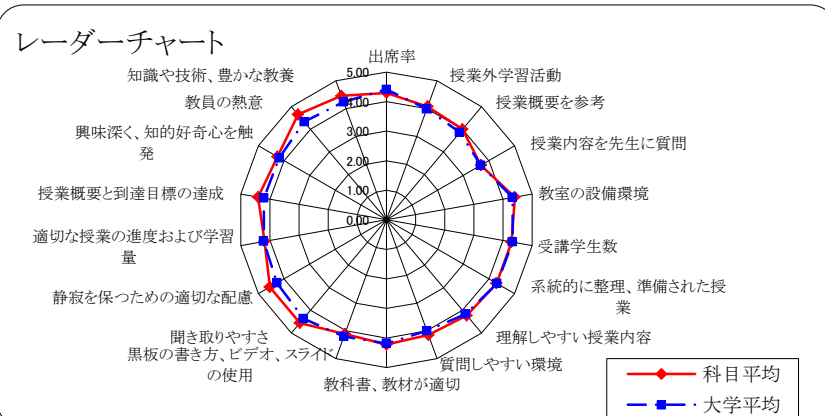 レーダーチャート
出席率
授業外学習活動
授業概要を参考
授業内容を先生に質問
教室の設備環境
受講学生数
系統的に整理、準備された授
業
理解しやすい授業内容
質問しやすい環境
教科書、教材が適切
黒板の書き方、ビデオ、スライド
の使用
聞き取りやすさ
静寂を保つための適切な配慮
適切な授業の進度および学習
量
授業概要と到達目標の達成
興味深く、知的好奇心を触
発
教員の熱意
知識や技術、豊かな教養
5.00
4.00
3.00
2.00
1.00
0.00
科目平均
大学平均